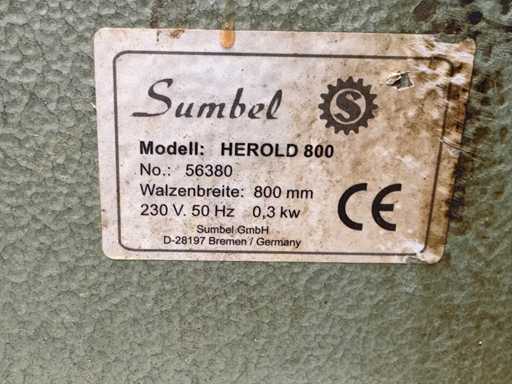 Sumbel S
Modell: HEROLD 800
No.: 56380
Walzenbreite: 800 mm
230 V. 50 Hz 0,3 kw
CE
Sumbel GmbH
D-28197 Bremen / Germany